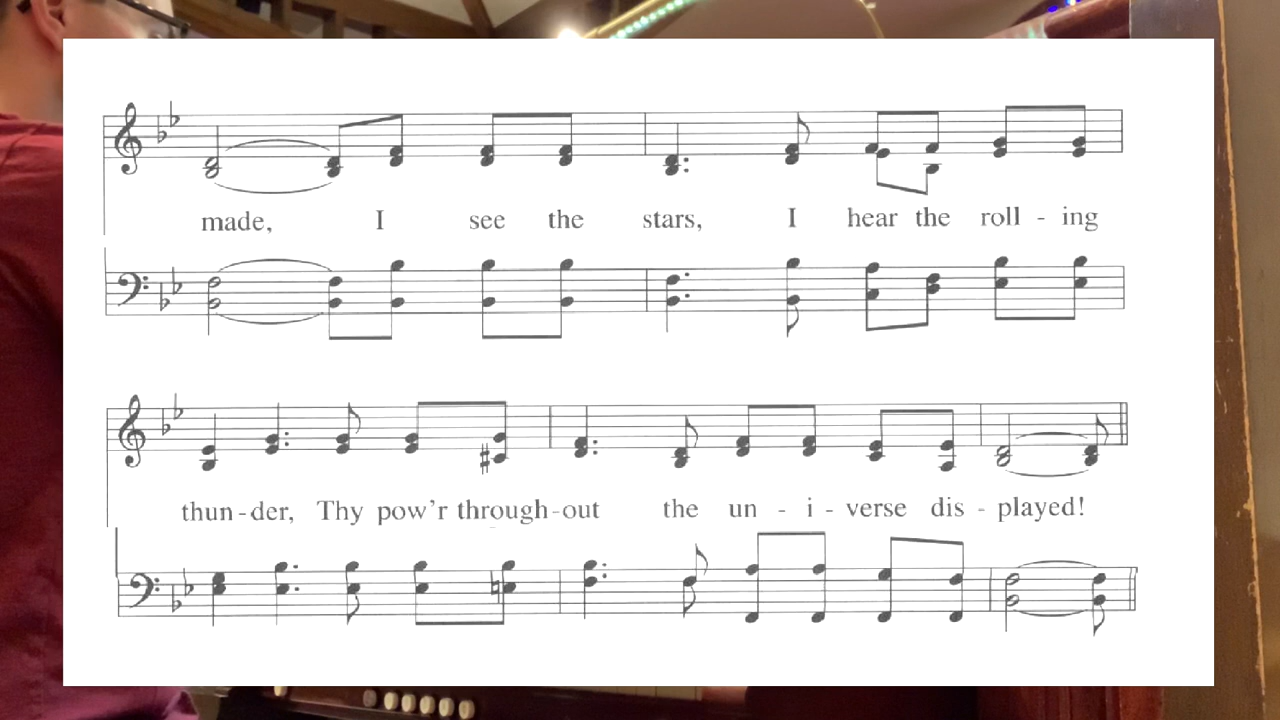 made, I see the stars, I hear the roll - ing
thun - der, Thy pow'r through - out the un - i - verse dis - played!